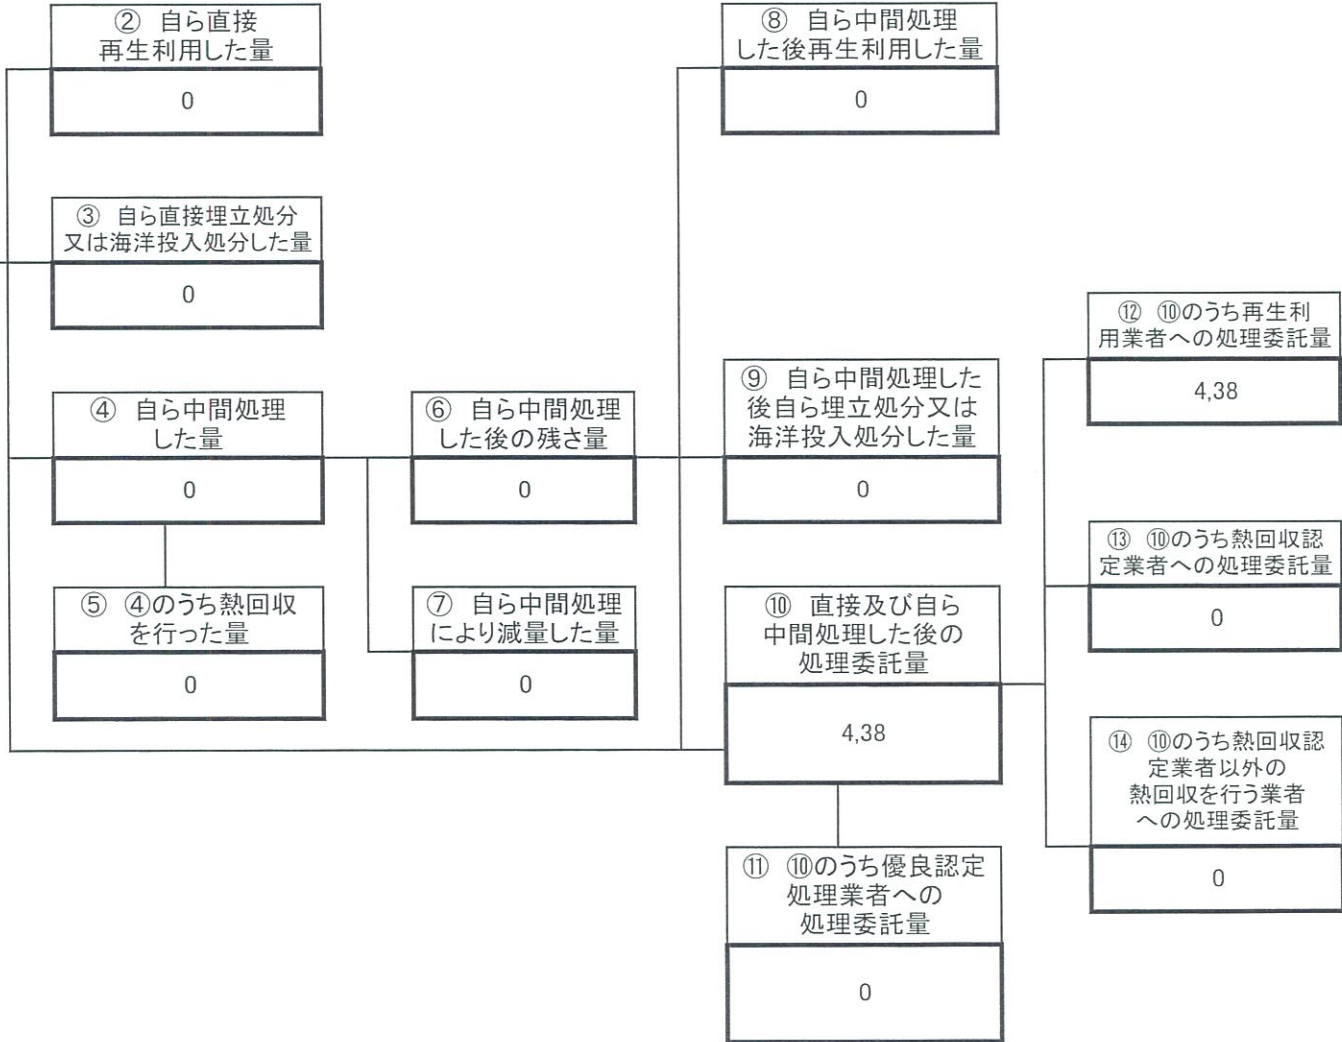 ② 自ら直接
再生利用した量
0
③ 自ら直接埋立処分
又は海洋投入処分した量
0
④ 自ら中間処理
した量
0
⑤ ④のうち熱回収
を行った量
0
⑥ 自ら中間処理
した後の残さ量
0
⑦ 自ら中間処理
により減量した量
0
⑧ 自ら中間処理
した後再生利用した量
0
⑨ 自ら中間処理した
後自ら埋立処分又は
海洋投入処分した量
0
⑩ 直接及び自ら
中間処理した後の
処理委託量
4,38
⑪ ⑩のうち優良認定
処理業者への
処理委託量
0
⑫ ⑩のうち再生利
用業者への処理委託量
4,38
⑬ ⑩のうち熱回収認
定業者への処理委託量
0
⑭ ⑩のうち熱回収認
定業者以外の
熱回収を行う業者
への処理委託量
0